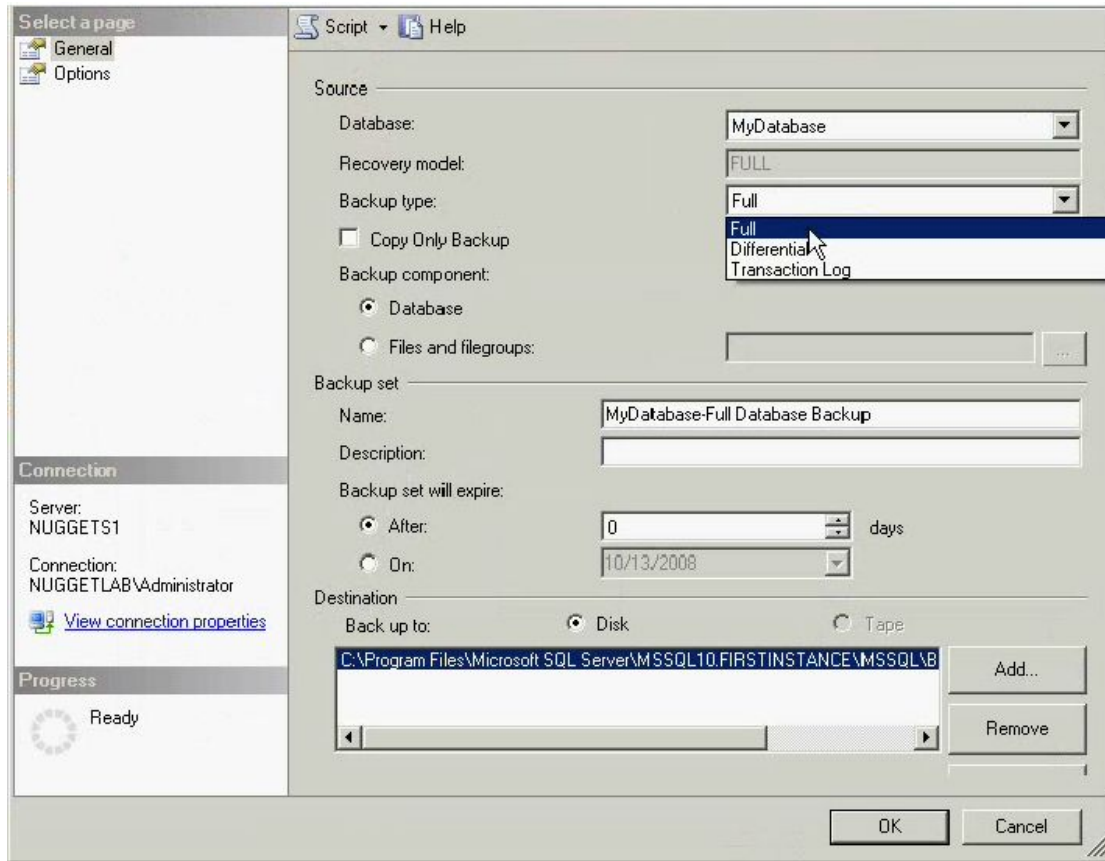 Select a page
General
Options
Script Help
Source
Database: MyDatabase
Recovery model: FULL
Backup type: Full
Full
Differential
Transaction Log
Copy Only Backup
Backup component:
Database
Files and filegroups: ...
Backup set
Name: MyDatabase-Full Database Backup
Description:
Backup set will expire:
After: 0 days
On: 10/13/2008
Destination
Back up to: Disk Tape
C:\Program Files\Microsoft SQL Server\MSSQL10.FIRSTINSTANCE\MSSQL\B
Add...
Remove
Connection
Server:
NUGGETS1
Connection:
NUGGETLAB\Administrator
View connection properties
Progress
Ready
OK Cancel